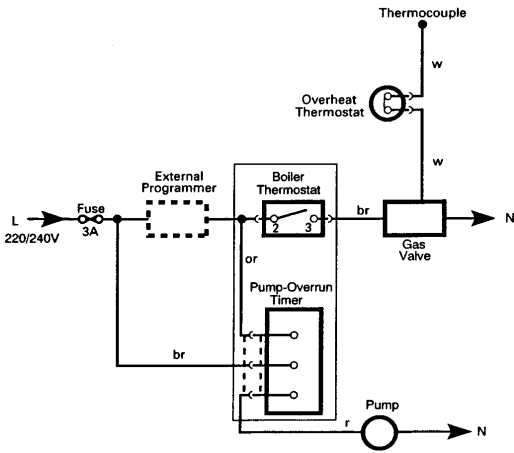 Thermocouple
w
Overheat
Thermostat
w
External
Programmer
Boiler
Thermostat
Fuse
3A
L
220/240V
2 3
br
N
Gas
Valve
or
Pump-Overrun
Timer
br
r
Pump
N